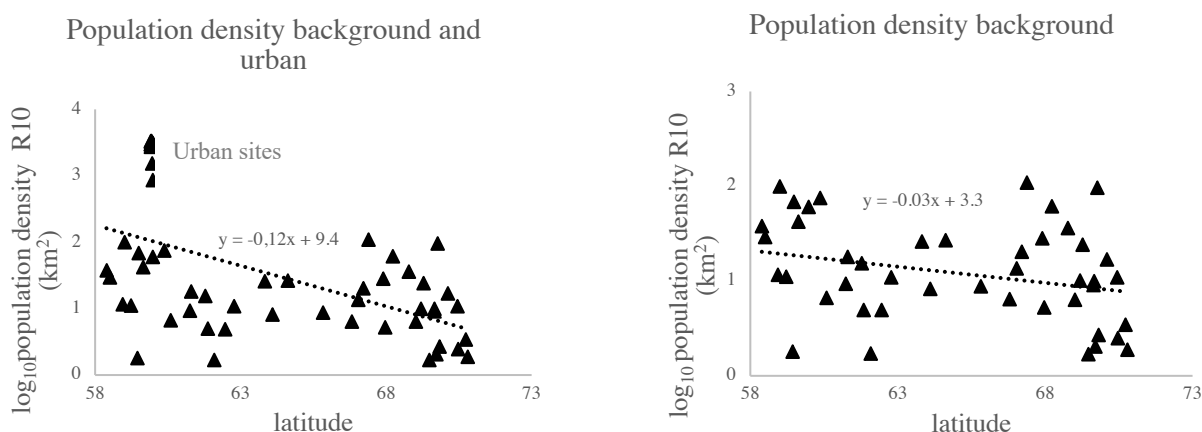 Population density background and
urban
log10population density R10
(km2)
4
3
2
1
0
Urban sites
y = -0,12x + 9.4
58
63
68
73
latitude
Population density background
log10 population density R10
(km2)
3
2
1
0
y = -0.03x + 3.3
58
63
68
73
latitude